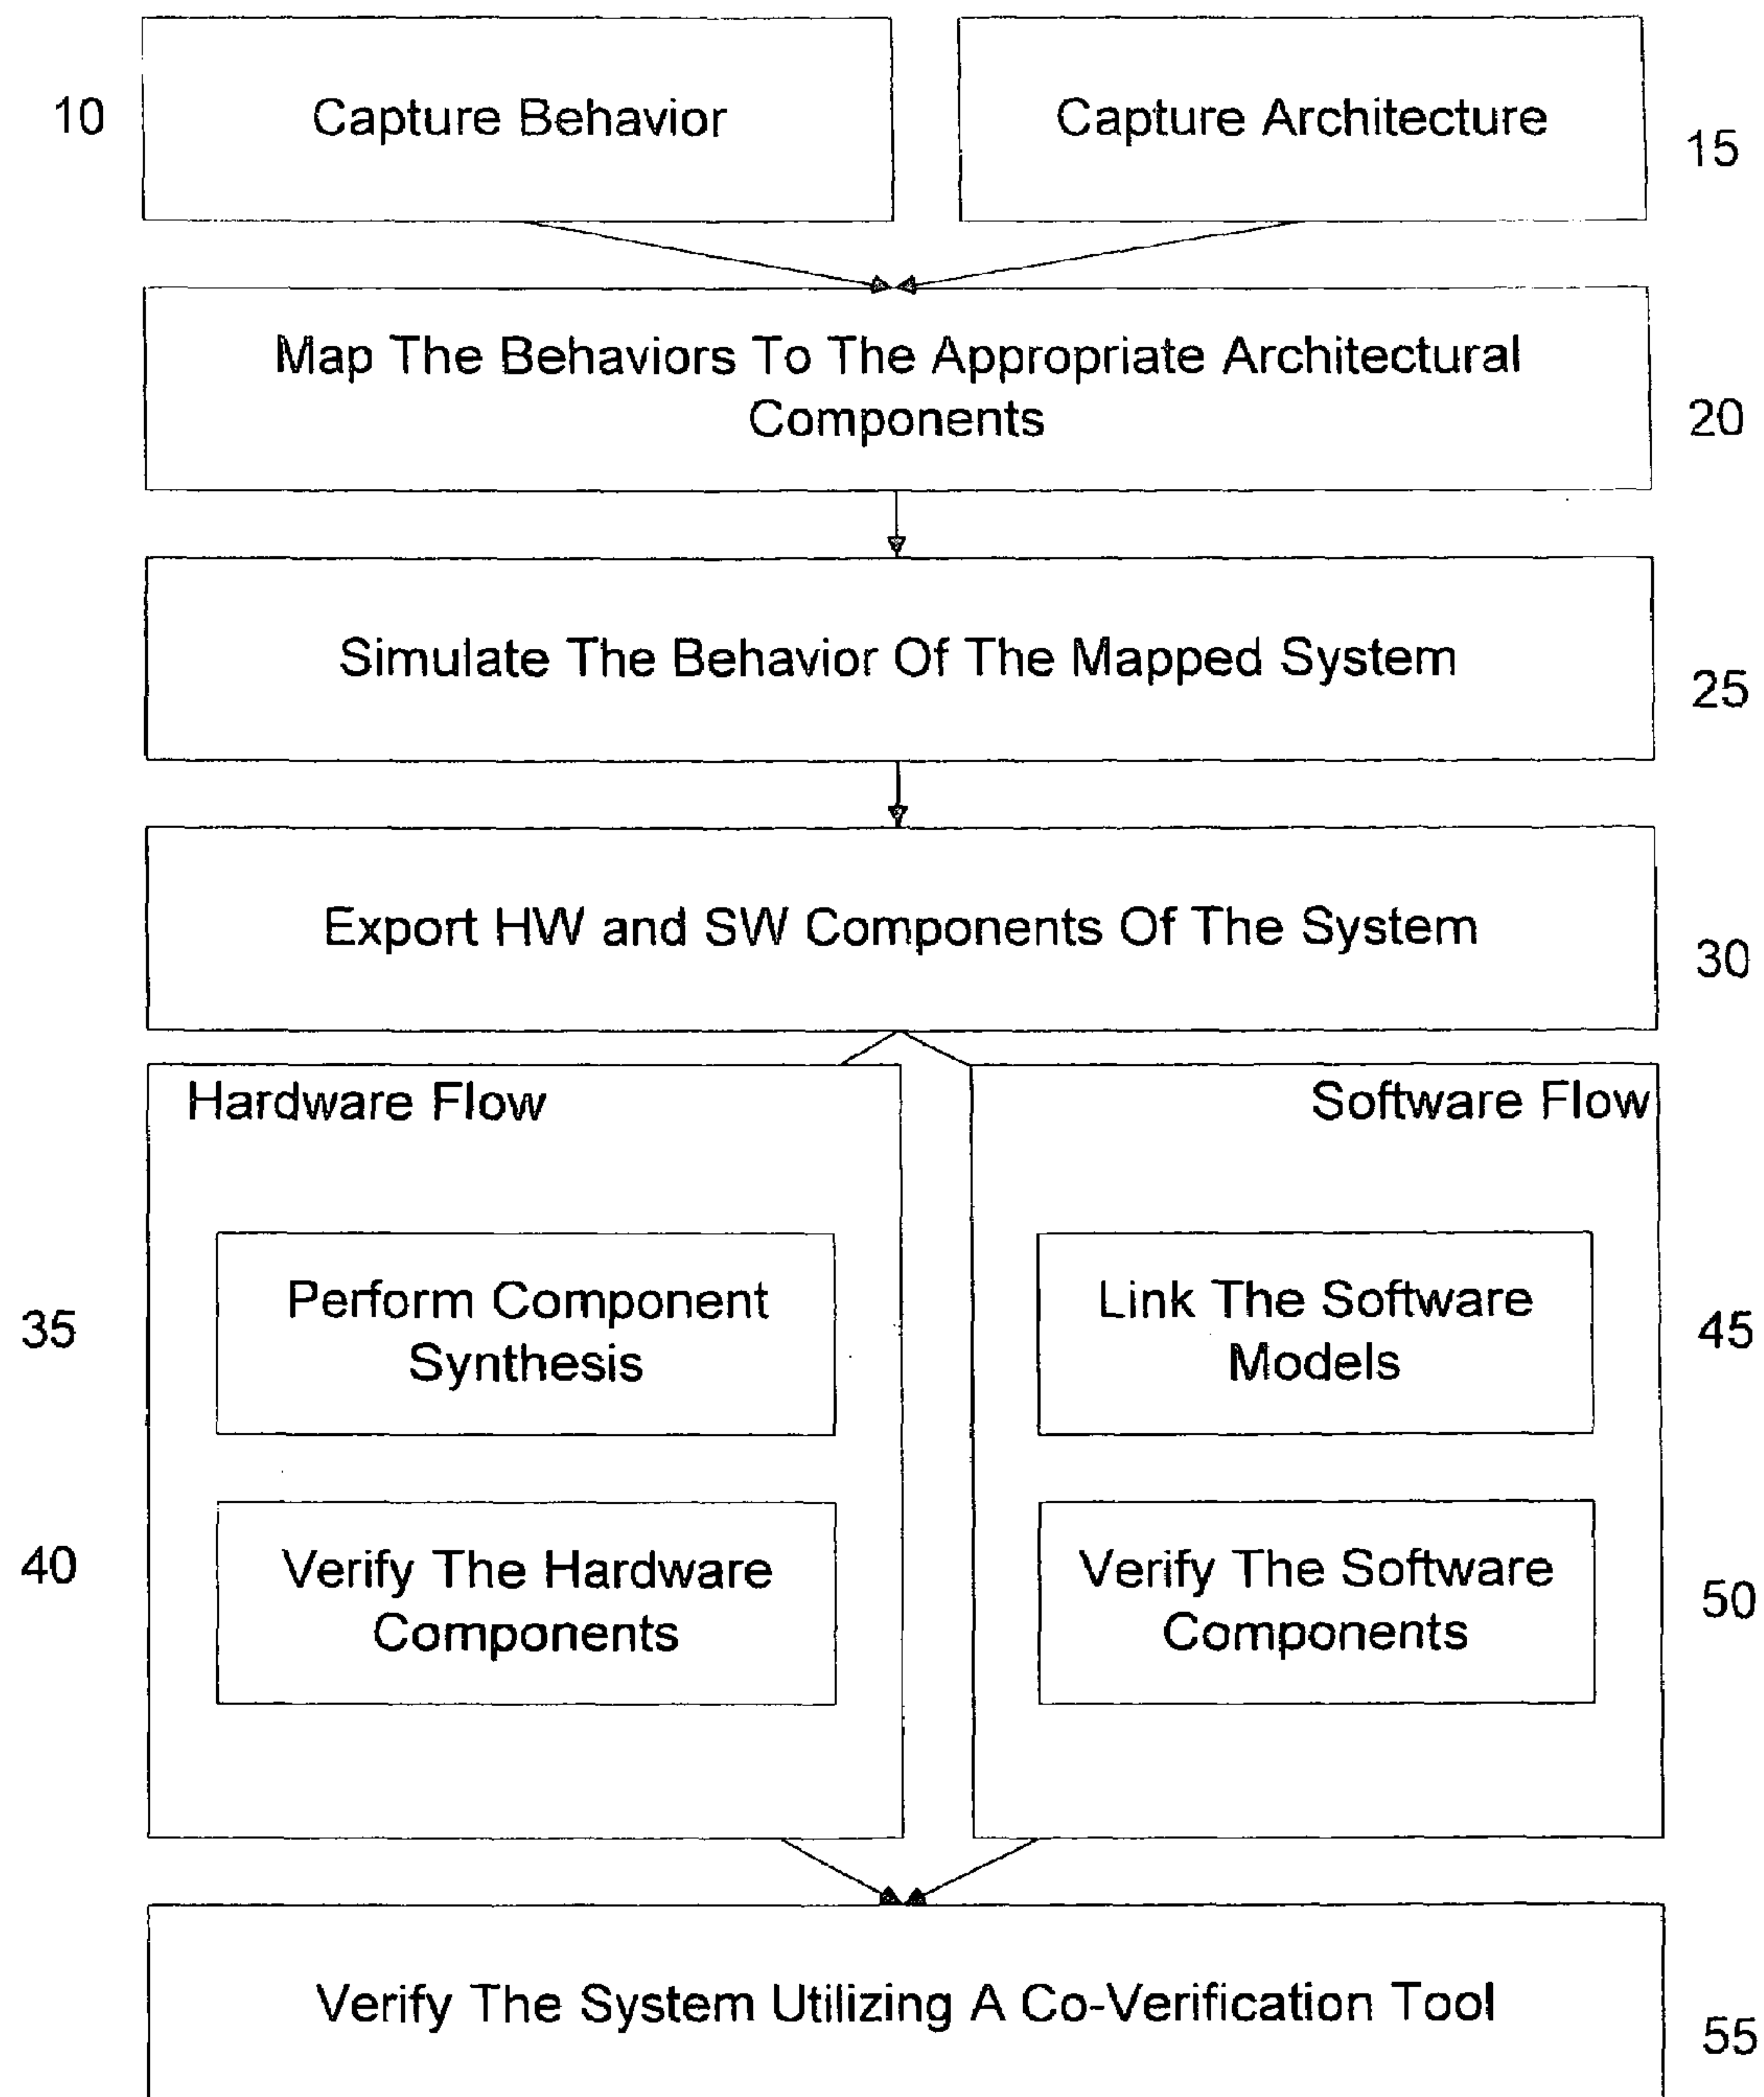 10
Capture Behavior
Capture Architecture
15
Map The Behaviors To The Appropriate Architectural
Components
20
Simulate The Behavior Of The Mapped System
25
Export HW and SW Components Of The System
30
Hardware Flow
Software Flow
35
Perform Component
Synthesis
Link The Software
Models
45
40
Verify The Hardware
Components
Verify The Software
Components
50
Verify The System Utilizing A Co-Verification Tool
55